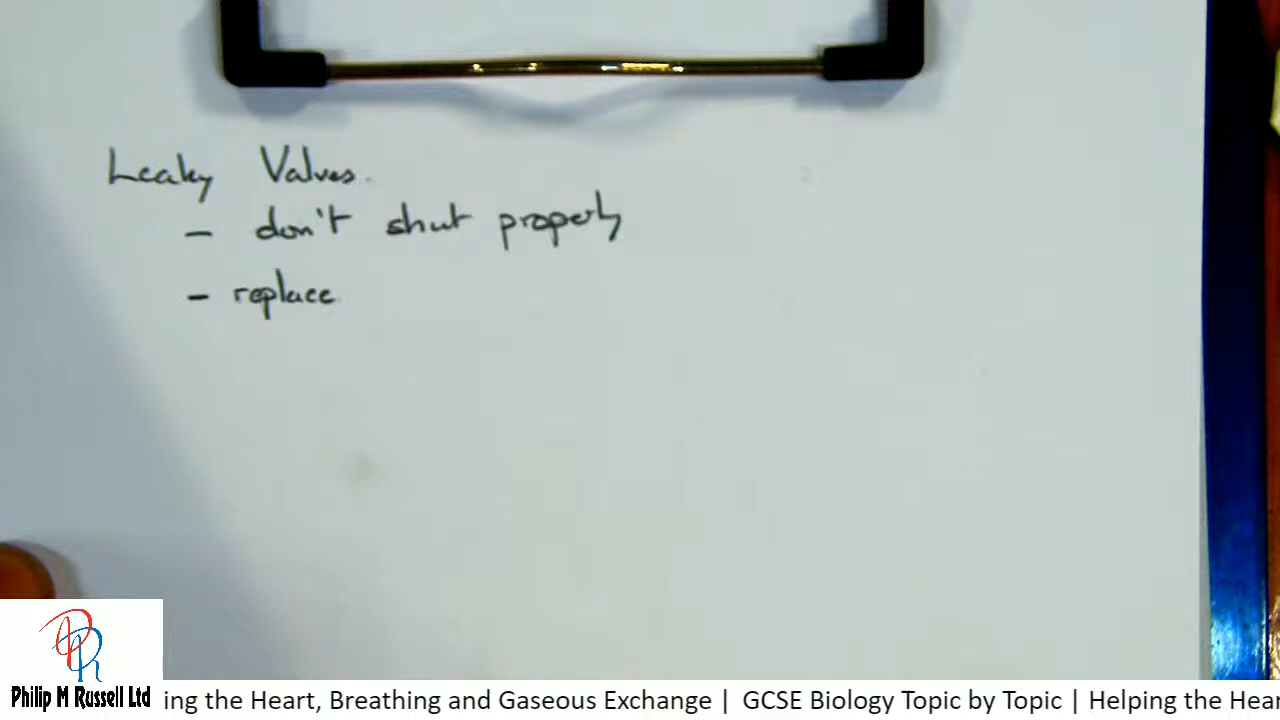 Leaky Valves.
- don't shut properly
- replace
Philip M Russell Ltd
ing the Heart, Breathing and Gaseous Exchange | GCSE Biology Topic by Topic | Helping the Hear